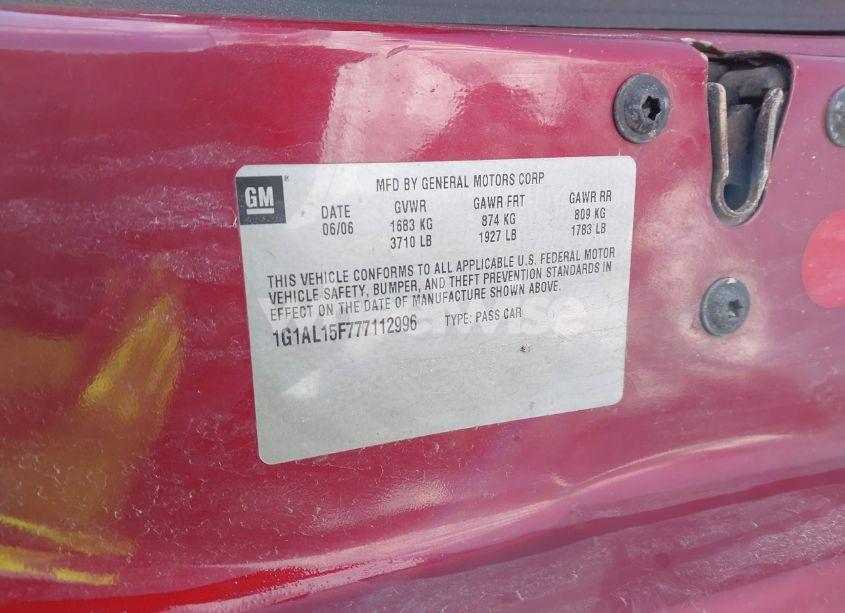 GM
MFD BY GENERAL MOTORS CORP
DATE GVWR GAWR FRT GAWR RR
06/06 1683 KG 874 KG 809 KG
3710 LB 1927 LB 1783 LB
THIS VEHICLE CONFORMS TO ALL APPLICABLE U.S. FEDERAL MOTOR
VEHICLE SAFETY, BUMPER, AND THEFT PREVENTION STANDARDS IN
EFFECT ON THE DATE OF MANUFACTURE SHOWN ABOVE.
1G1AL15F777112996 TYPE: PASS CAR